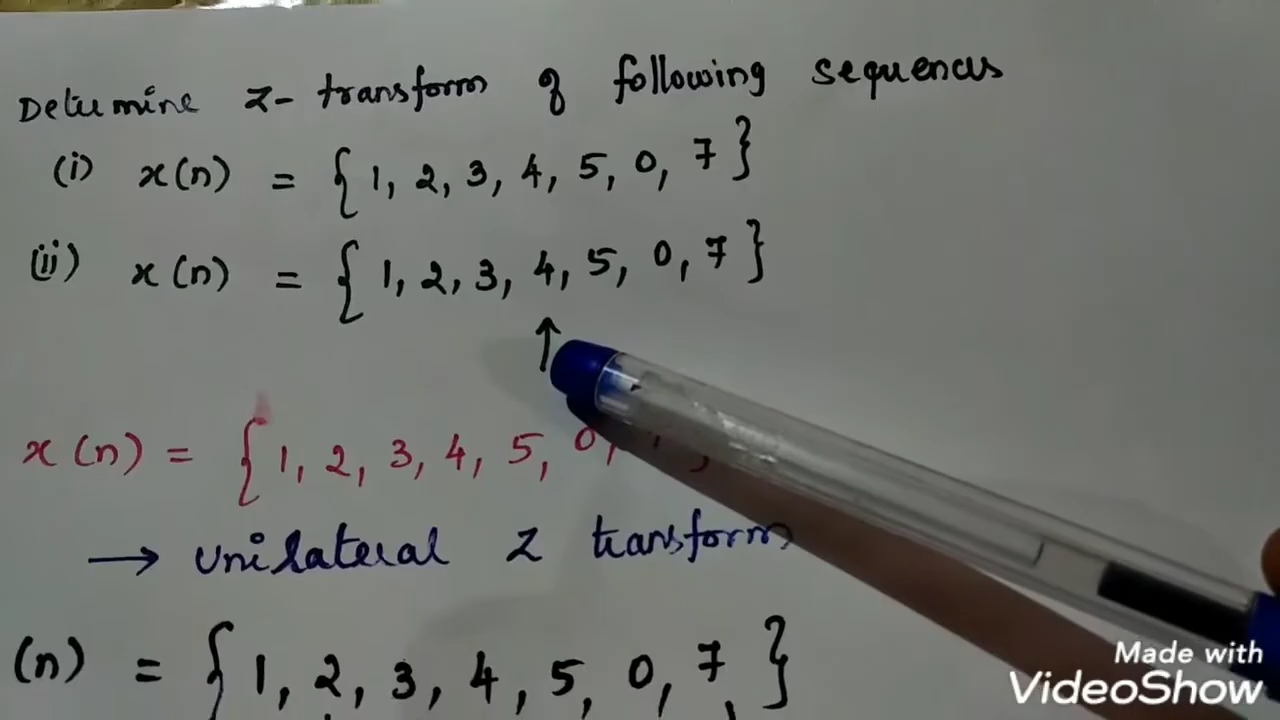 Determine z-transform of following sequences
(i) x(n) = { 1, 2, 3, 4, 5, 0, 7 }
(ii) x(n) = { 1, 2, 3, 4, 5, 0, 7 }
↑
x(n) = { 1, 2, 3, 4, 5, 0,
→ unilateral z transform
(n) = { 1, 2, 3, 4, 5, 0, 7 }
Made with
VideoShow